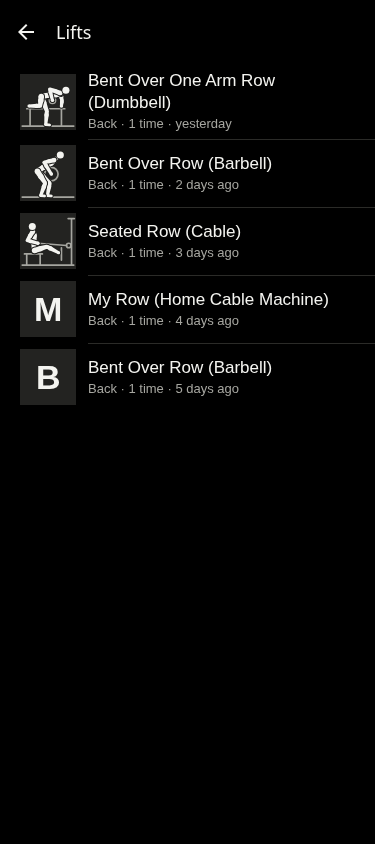 Lifts
Bent Over One Arm Row
(Dumbbell)
Back · 1 time · yesterday
Bent Over Row (Barbell)
Back · 1 time · 2 days ago
Seated Row (Cable)
Back · 1 time · 3 days ago
M
My Row (Home Cable Machine)
Back · 1 time · 4 days ago
B
Bent Over Row (Barbell)
Back · 1 time · 5 days ago